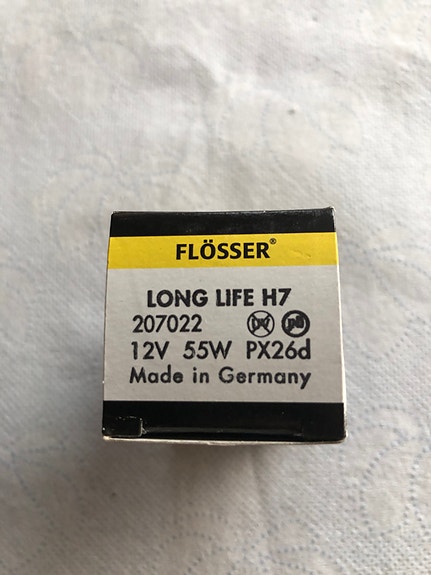 FLÖSSER®
LONG LIFE H7
207022
12V 55W PX26d
Made in Germany